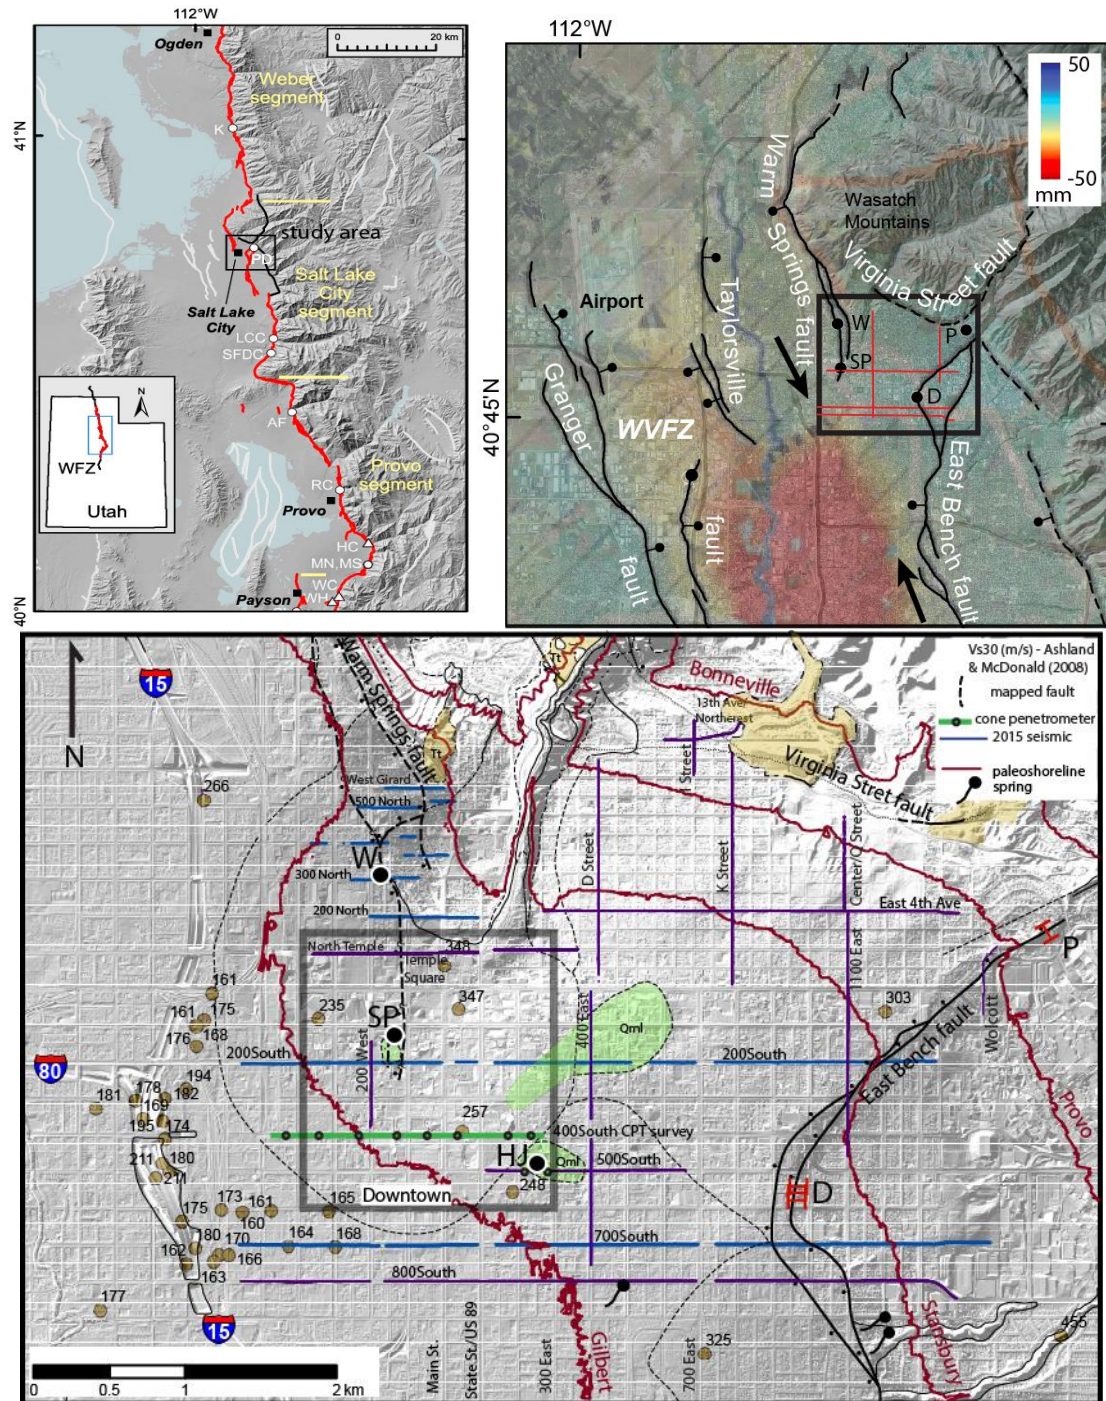 112°W
Ogden
0 20 km
Weber
segment
41°N
K
study area
PD
Salt Lake
City
segment
Salt Lake
City
LCC
SFDC
N
AF
WFZ
Provo
segment
RC
Provo
Utah
HC
MN,MS
WC
WH
Payson
40°N
112°W
50
-50
mm
Warm Springs fault
Wasatch
Mountains
Virginia Street fault
Airport
Taylorsville
fault
W
P
SP
D
40°45'N
Granger
fault
WVFZ
East Bench fault
Vs30 (m/s) - Ashland
& McDonald (2008)
mapped fault
cone penetrometer
2015 seismic
paleoshoreline
spring
15
N
Warm Springs fault
Tt
Tt
Bonneville
13th Ave/
Northcrest
I Street
Virginia Stret fault
West Girard
500 North
266
W
300 North
200 North
D Street
K Street
Center/Q Street
East 4th Ave
North Temple
348
Temple
Square
1100 East
P
161
235
347
303
161
175
SP
400 East
Qml
Wolcott
176
168
200 West
200South
200South
East Bench fault
80
194
181
178
182
169
257
Provo
195
174
400South CPT survey
211
180
HJ
Qml
500South
211
248
D
Downtown
175
173
161
165
160
180
170
164
168
700South
162
166
163
800South
177
15
Main St.
State St/US 89
300 East
Gilbert
700 East
325
Stansbury
455
0 0.5 1 2 km